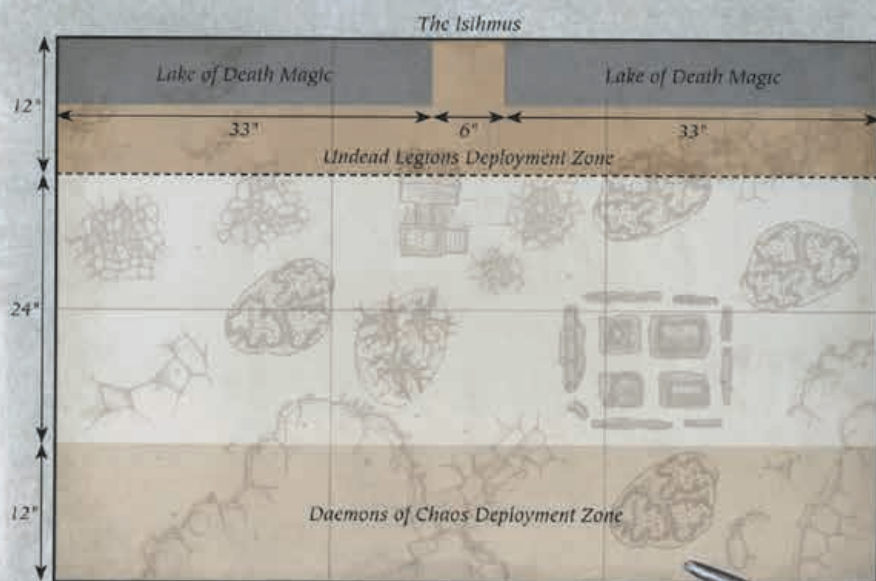 The Isihmus
Lake of Death Magic
Lake of Death Magic
12"
33"
6"
33"
Undead Legions Deployment Zone
24"
12"
Daemons of Chaos Deployment Zone